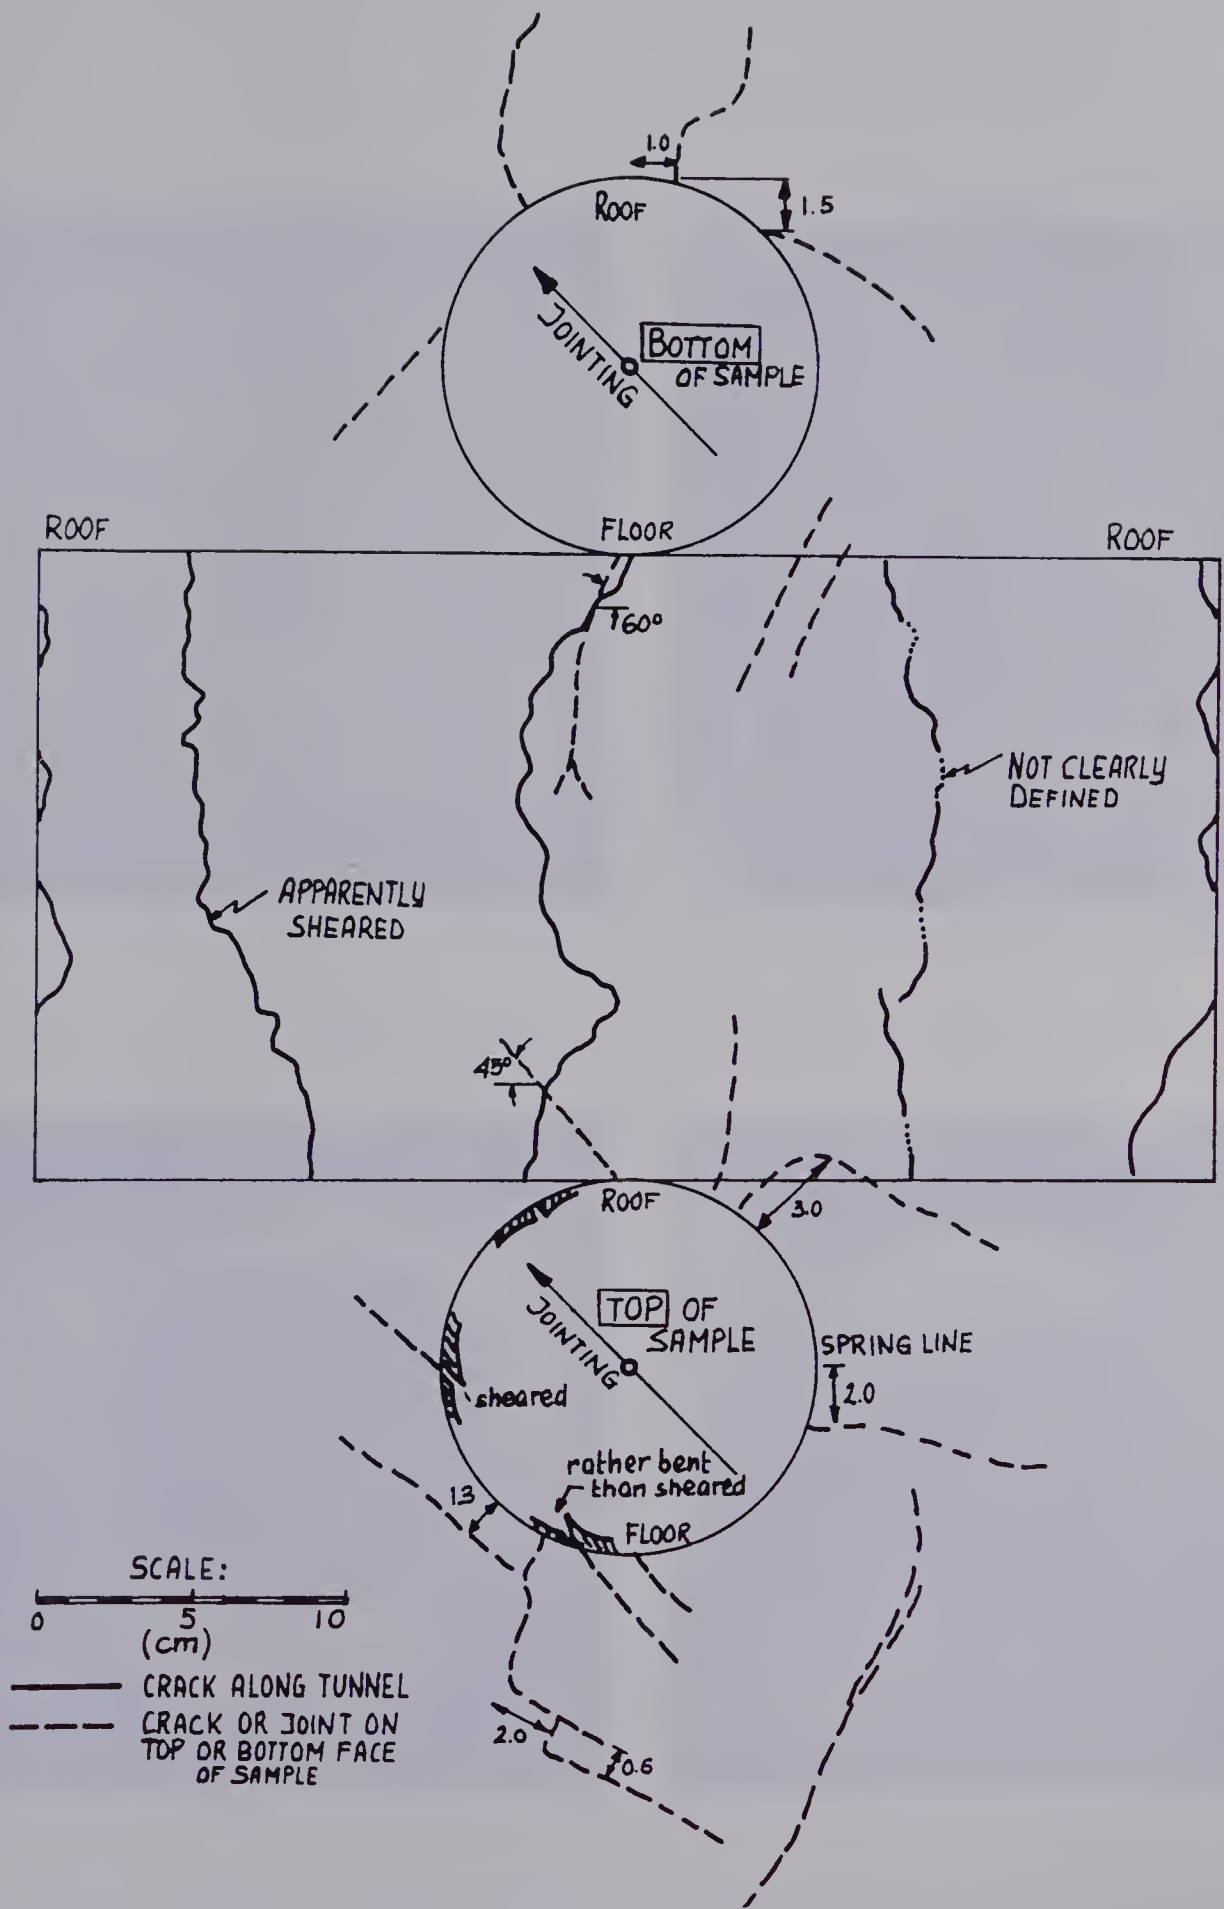 1.0
ROOF
1.5
JOINTING
BOTTOM
OF SAMPLE
ROOF
FLOOR
ROOF
60°
NOT CLEARLY
DEFINED
APPARENTLY
SHEARED
45°
ROOF
3.0
JOINTING
TOP OF
SAMPLE
SPRING LINE
2.0
sheared
rather bent
than sheared
1.3
FLOOR
SCALE:
0 5 10
(cm)
CRACK ALONG TUNNEL
CRACK OR JOINT ON
TOP OR BOTTOM FACE
OF SAMPLE
2.0
0.6